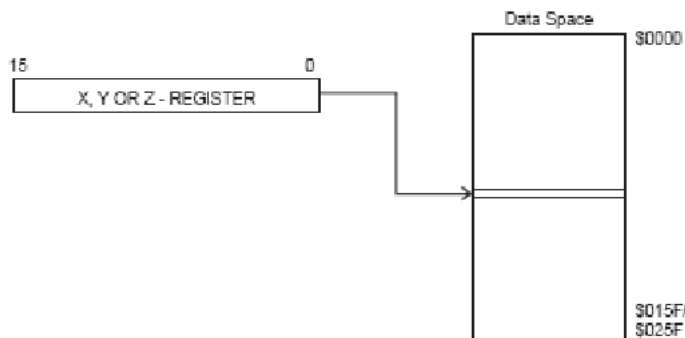 Data Space
$0000
15 0
X, Y OR Z - REGISTER
$015F/
$025F